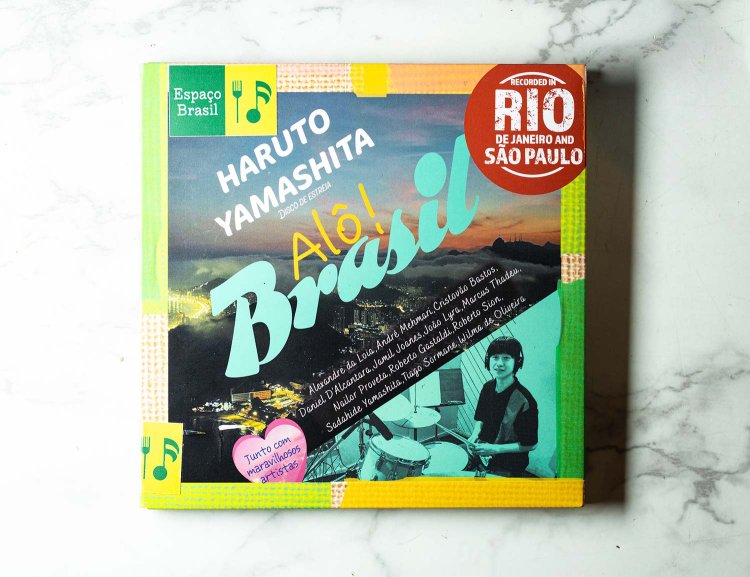 Espaço
Brasil
RECORDED IN
RIO
DE JANEIRO AND
SÃO PAULO
HARUTO
YAMASHITA
DISCO DE ESTREIA
Alô!
Brasil
Alexandre da Loia, André Mehmari, Cristovão Bastos,
Daniel D'Alcantara, Jamil Joanes, João Lyra, Marcus Thadeu,
Nailor Proveta, Roberto Gastaldi, Roberto Sion,
Sadahide Yamashita, Tiago Sormane, Wilma de Oliveira
Junto com
maravilhosos
artistas